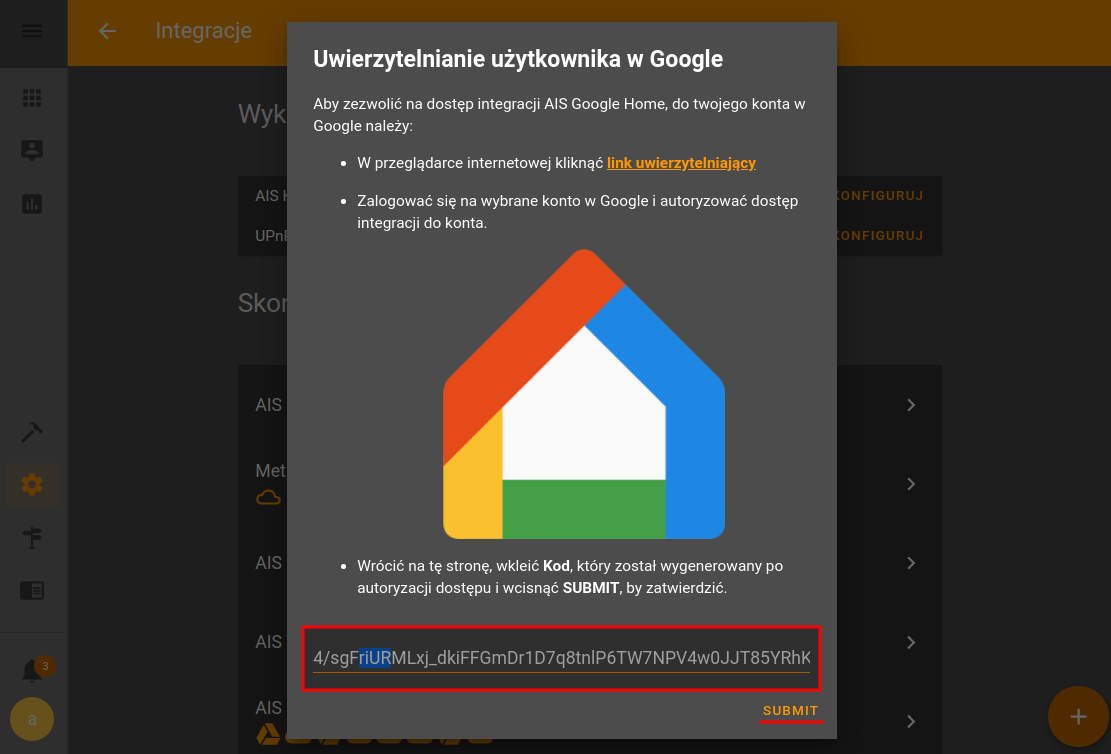 Integracje
Uwierzytelnianie użytkownika w Google
Aby zezwolić na dostęp integracji AIS Google Home, do twojego konta w
Google należy:
W przeglądarce internetowej kliknąć link uwierzytelniający
Zalogować się na wybrane konto w Google i autoryzować dostęp
integracji do konta.
Wrócić na tę stronę, wkleić Kod, który został wygenerowany po
autoryzacji dostępu i wcisnąć SUBMIT, by zatwierdzić.
4/sgFriURMLxj_dkiFFGmDr1D7q8tnlP6TW7NPV4w0JJT85YRhK
SUBMIT
Wyk
AIS K
KONFIGURUJ
UPnP
KONFIGURUJ
Skon
AIS
Met
AIS
AIS
AIS
3
a